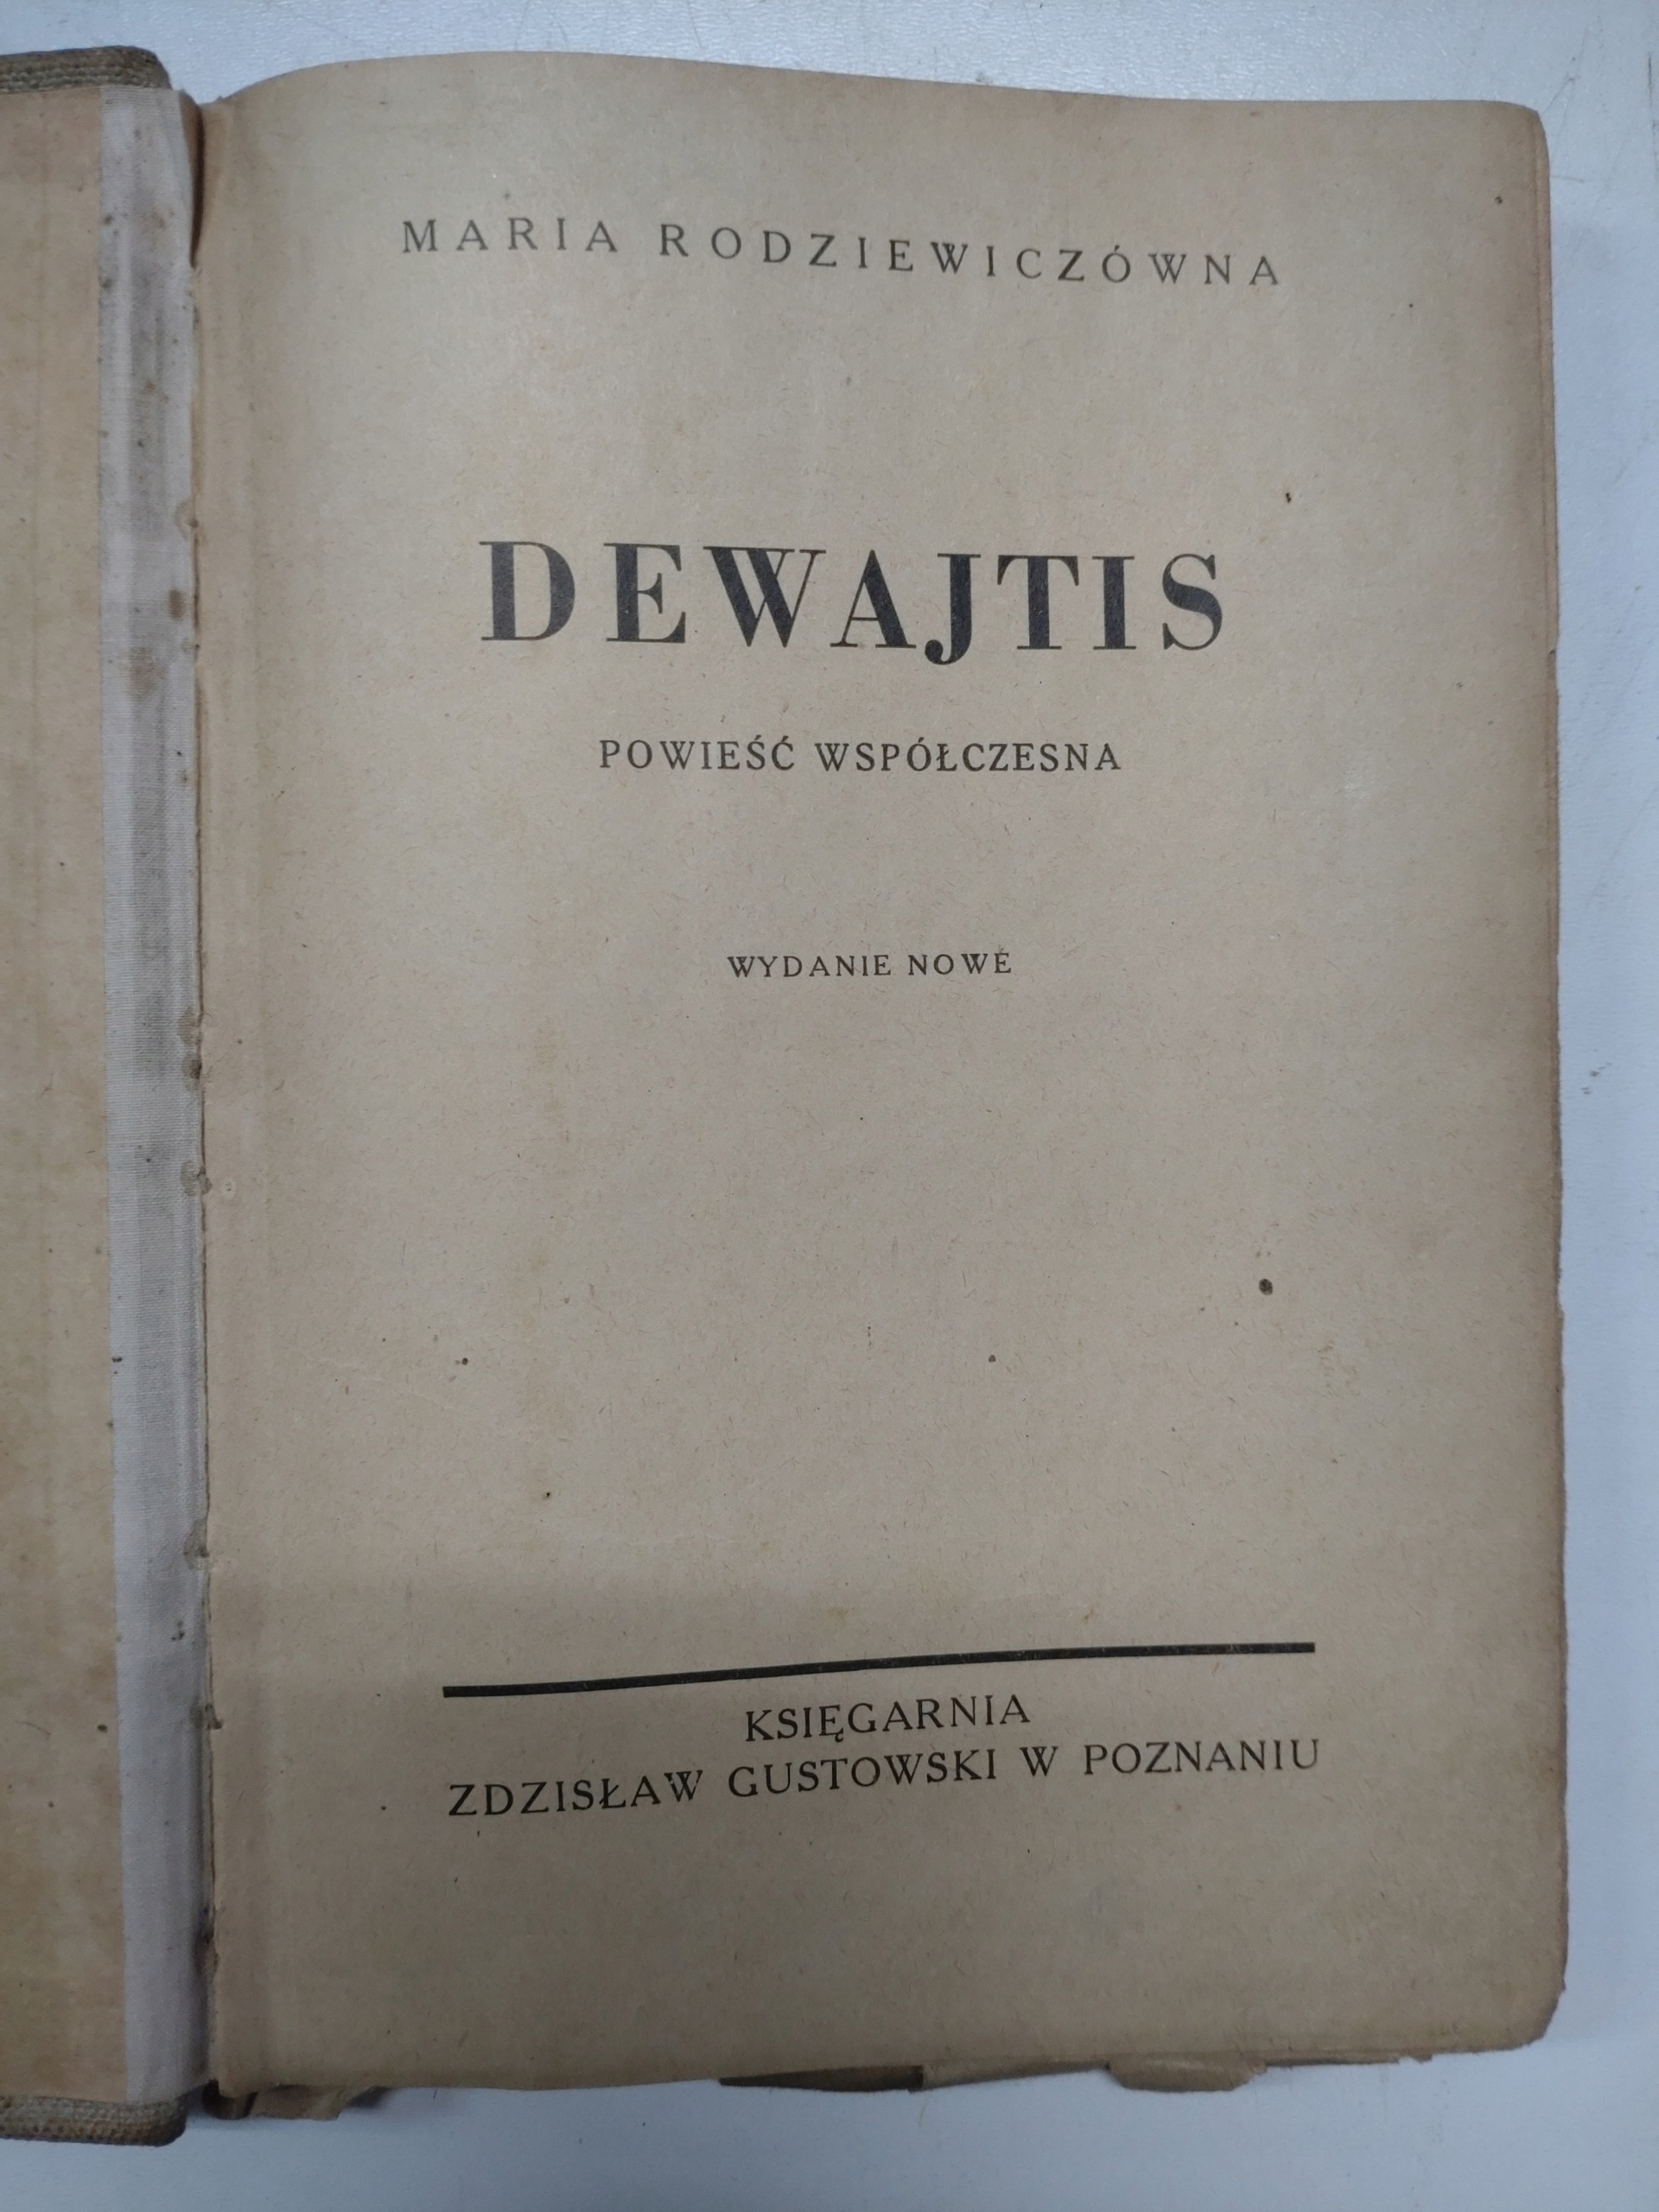 MARIA RODZIEWICZÓWNA
DEWAJTIS
POWIEŚĆ WSPÓŁCZESNA
WYDANIE NOWE
KSIĘGARNIA
ZDZISŁAW GUSTOWSKI W POZNANIU